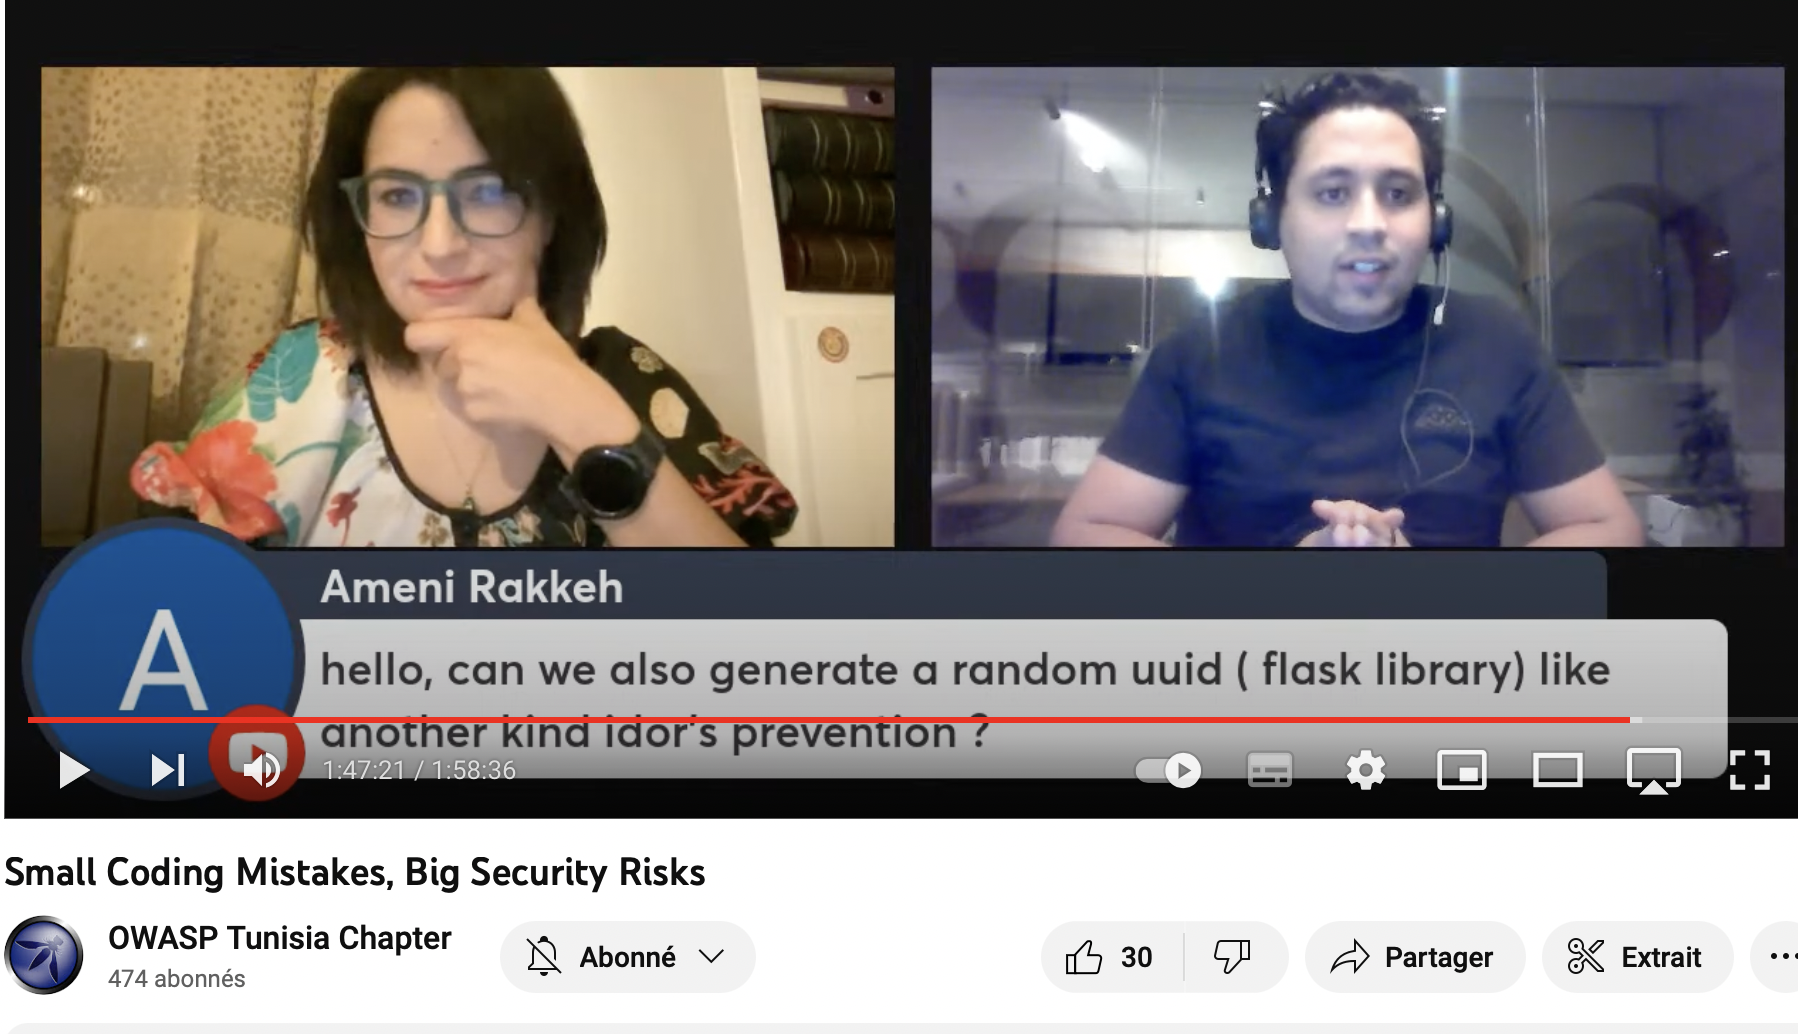 A
Ameni Rakkeh
hello, can we also generate a random uuid ( flask library) like
another kind idor's prevention ?
1:47:21 / 1:58:36
Small Coding Mistakes, Big Security Risks
OWASP Tunisia Chapter
474 abonnés
Abonné
30
Partager
Extrait